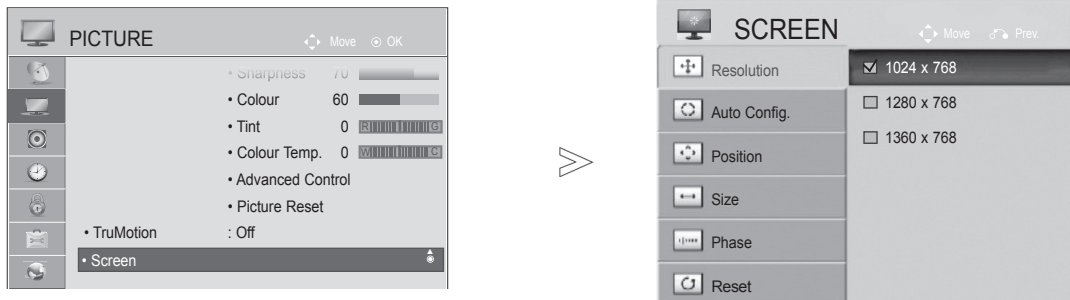 PICTURE
Move OK
• Sharpness 70
• Colour 60
• Tint 0 R G
• Colour Temp. 0 W C
• Advanced Control
• Picture Reset
• TruMotion : Off
• Screen
SCREEN
Move Prev.
Resolution
Auto Config.
Position
Size
Phase
Reset
1024 x 768
1280 x 768
1360 x 768